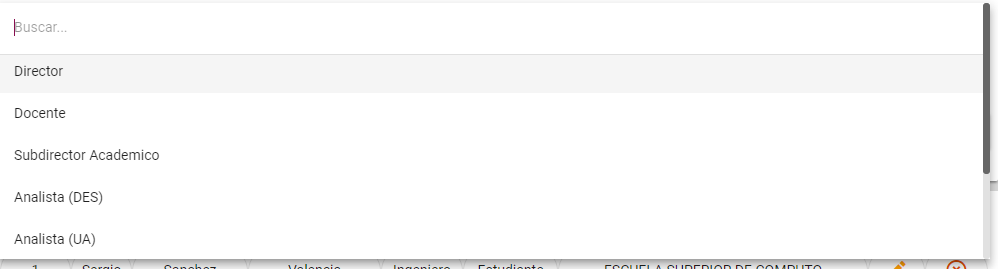 Buscar...
Director
Docente
Subdirector Academico
Analista (DES)
Analista (UA)
1 Sergio Sanchez Valencia Ingeniero Estudiante ESCUELA SUPERIOR DE COMPUTO